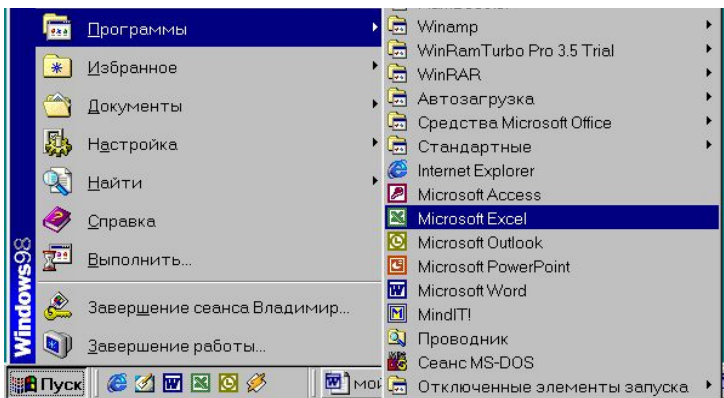 Программы
Избранное
Документы
Настройка
Найти
Справка
Выполнить...
Завершение сеанса Владимир...
Завершение работы...
Windows98
Пуск
мой
Winamp
WinRamTurbo Pro 3.5 Trial
WinRAR
Автозагрузка
Средства Microsoft Office
Стандартные
Internet Explorer
Microsoft Access
Microsoft Excel
Microsoft Outlook
Microsoft PowerPoint
Microsoft Word
MindIT!
Проводник
Сеанс MS-DOS
Отключенные элементы запуска